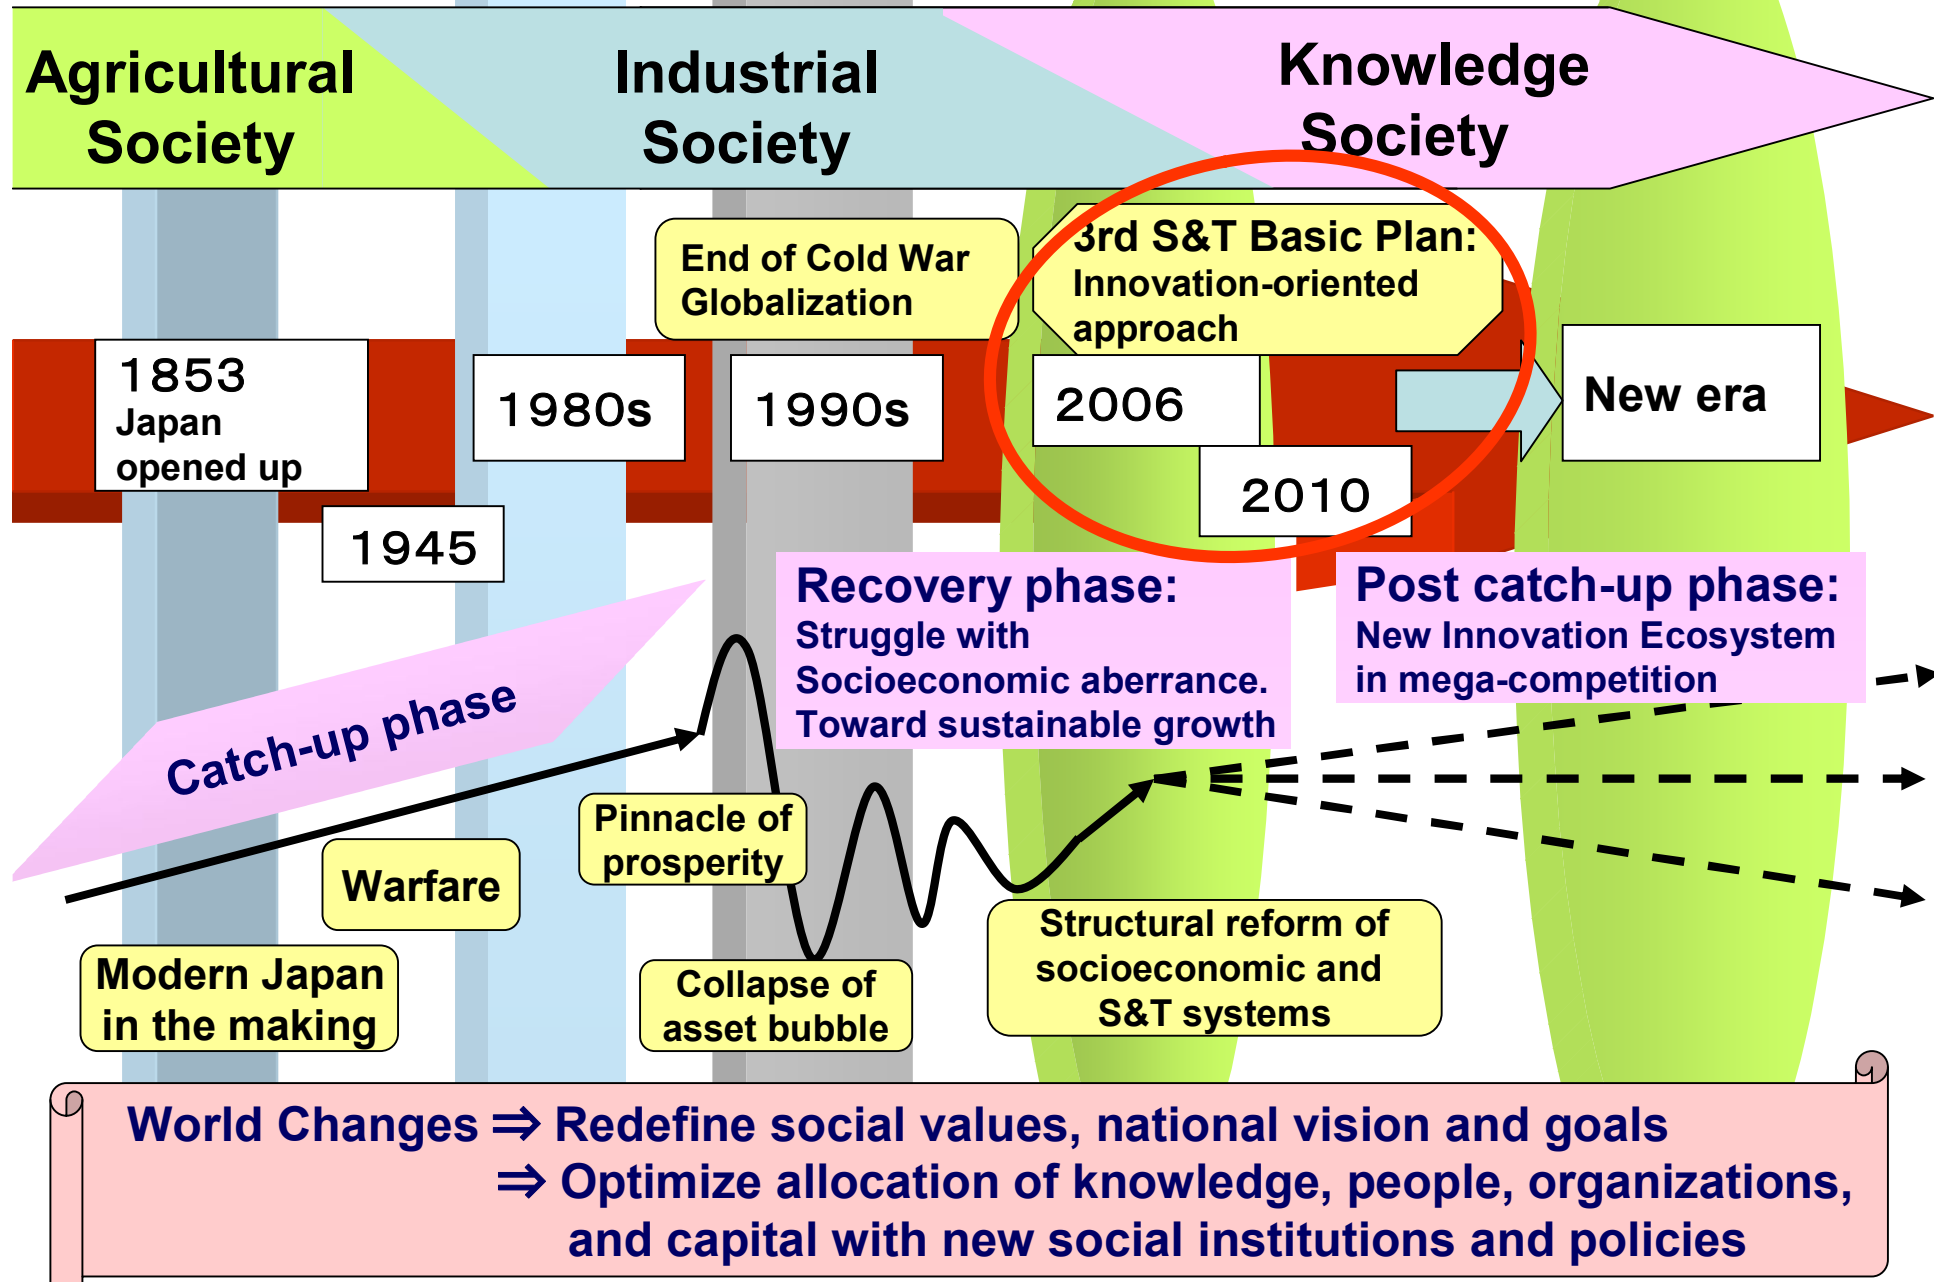 Agricultural
Society
Industrial
Society
Knowledge
Society
End of Cold War
Globalization
3rd S&T Basic Plan:
Innovation-oriented
approach
1853
Japan
opened up
1945
1980s
1990s
2006
2010
New era
Catch-up phase
Recovery phase:
Struggle with
Socioeconomic aberrance.
Toward sustainable growth
Post catch-up phase:
New Innovation Ecosystem
in mega-competition
Pinnacle of
prosperity
Warfare
Modern Japan
in the making
Collapse of
asset bubble
Structural reform of
socioeconomic and
S&T systems
World Changes ⇒ Redefine social values, national vision and goals
⇒ Optimize allocation of knowledge, people, organizations,
and capital with new social institutions and policies